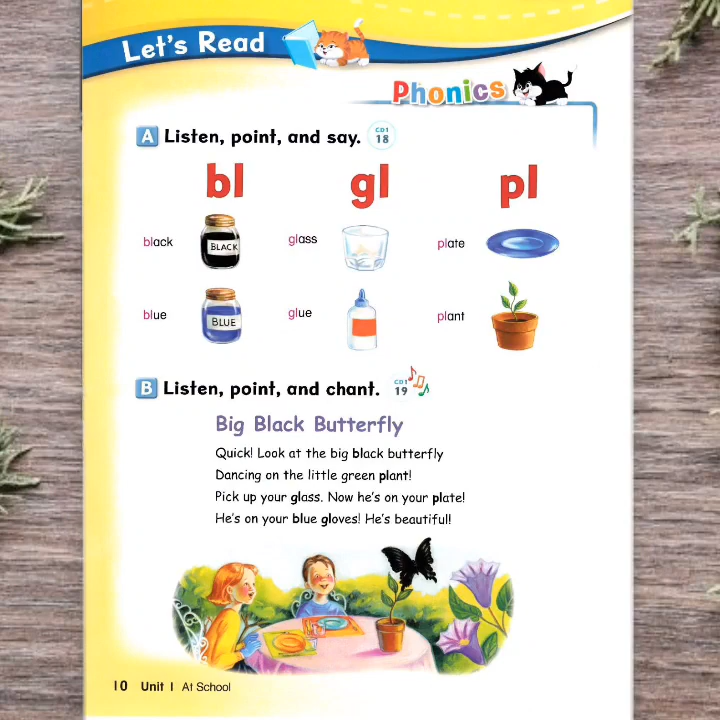 Let's Read
Phonics
A Listen, point, and say. CD1 18
bl gl pl
black BLACK glass plate
blue BLUE glue plant
B Listen, point, and chant. CD1 19
Big Black Butterfly
Quick! Look at the big black butterfly
Dancing on the little green plant!
Pick up your glass. Now he's on your plate!
He's on your blue gloves! He's beautiful!
10 Unit 1 At School